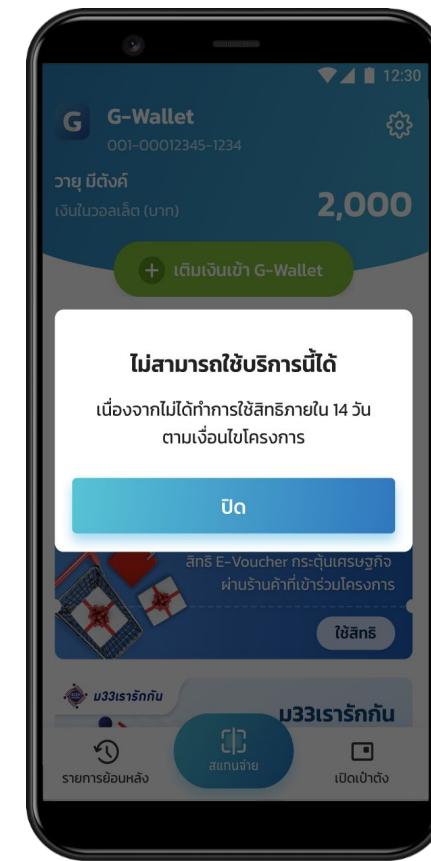 12:30
G G-Wallet
001-00012345-1234
วายุ มีตังค์
เงินในวอลเล็ต (บาท) 2,000
+ เติมเงินเข้า G-Wallet
ไม่สามารถใช้บริการนี้ได้
เนื่องจากไม่ได้ทำการใช้สิทธิภายใน 14 วัน
ตามเงื่อนไขโครงการ
ปิด
สิทธิ E-Voucher กระตุ้นเศรษฐกิจ
ผ่านร้านค้าที่เข้าร่วมโครงการ
ใช้สิทธิ
ม33เรารักกัน
ม33เรารักกัน
รายการย้อนหลัง
สแกนจ่าย
เปิดเป๋าตัง